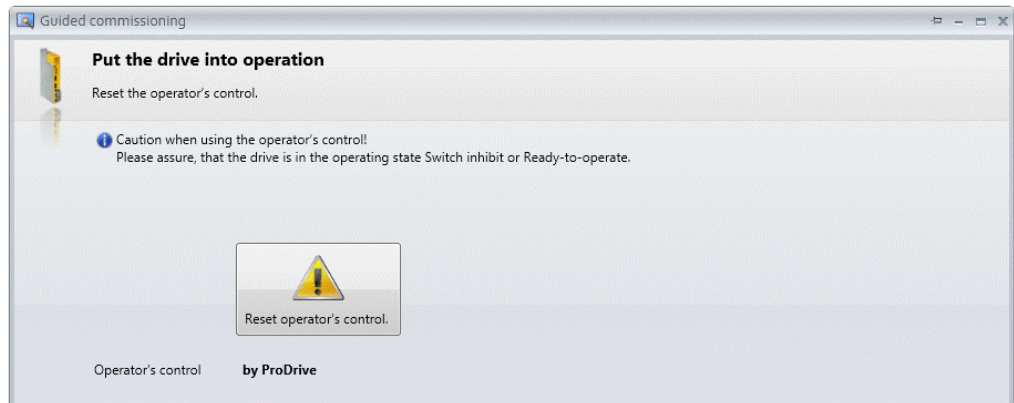 Guided commissioning
Put the drive into operation
Reset the operator's control.
Caution when using the operator's control!
Please assure, that the drive is in the operating state Switch inhibit or Ready-to-operate.
Reset operator's control.
Operator's control by ProDrive